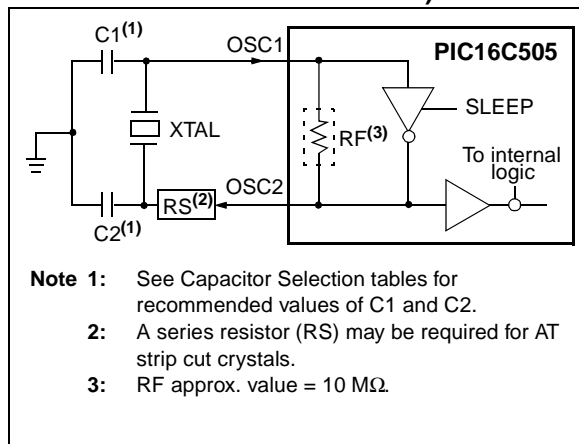 C1(1)
OSC1
PIC16C505
SLEEP
XTAL
RF(3)
To internal
logic
OSC2
RS(2)
C2(1)
Note 1: See Capacitor Selection tables for
recommended values of C1 and C2.
2: A series resistor (RS) may be required for AT
strip cut crystals.
3: RF approx. value = 10 MΩ.